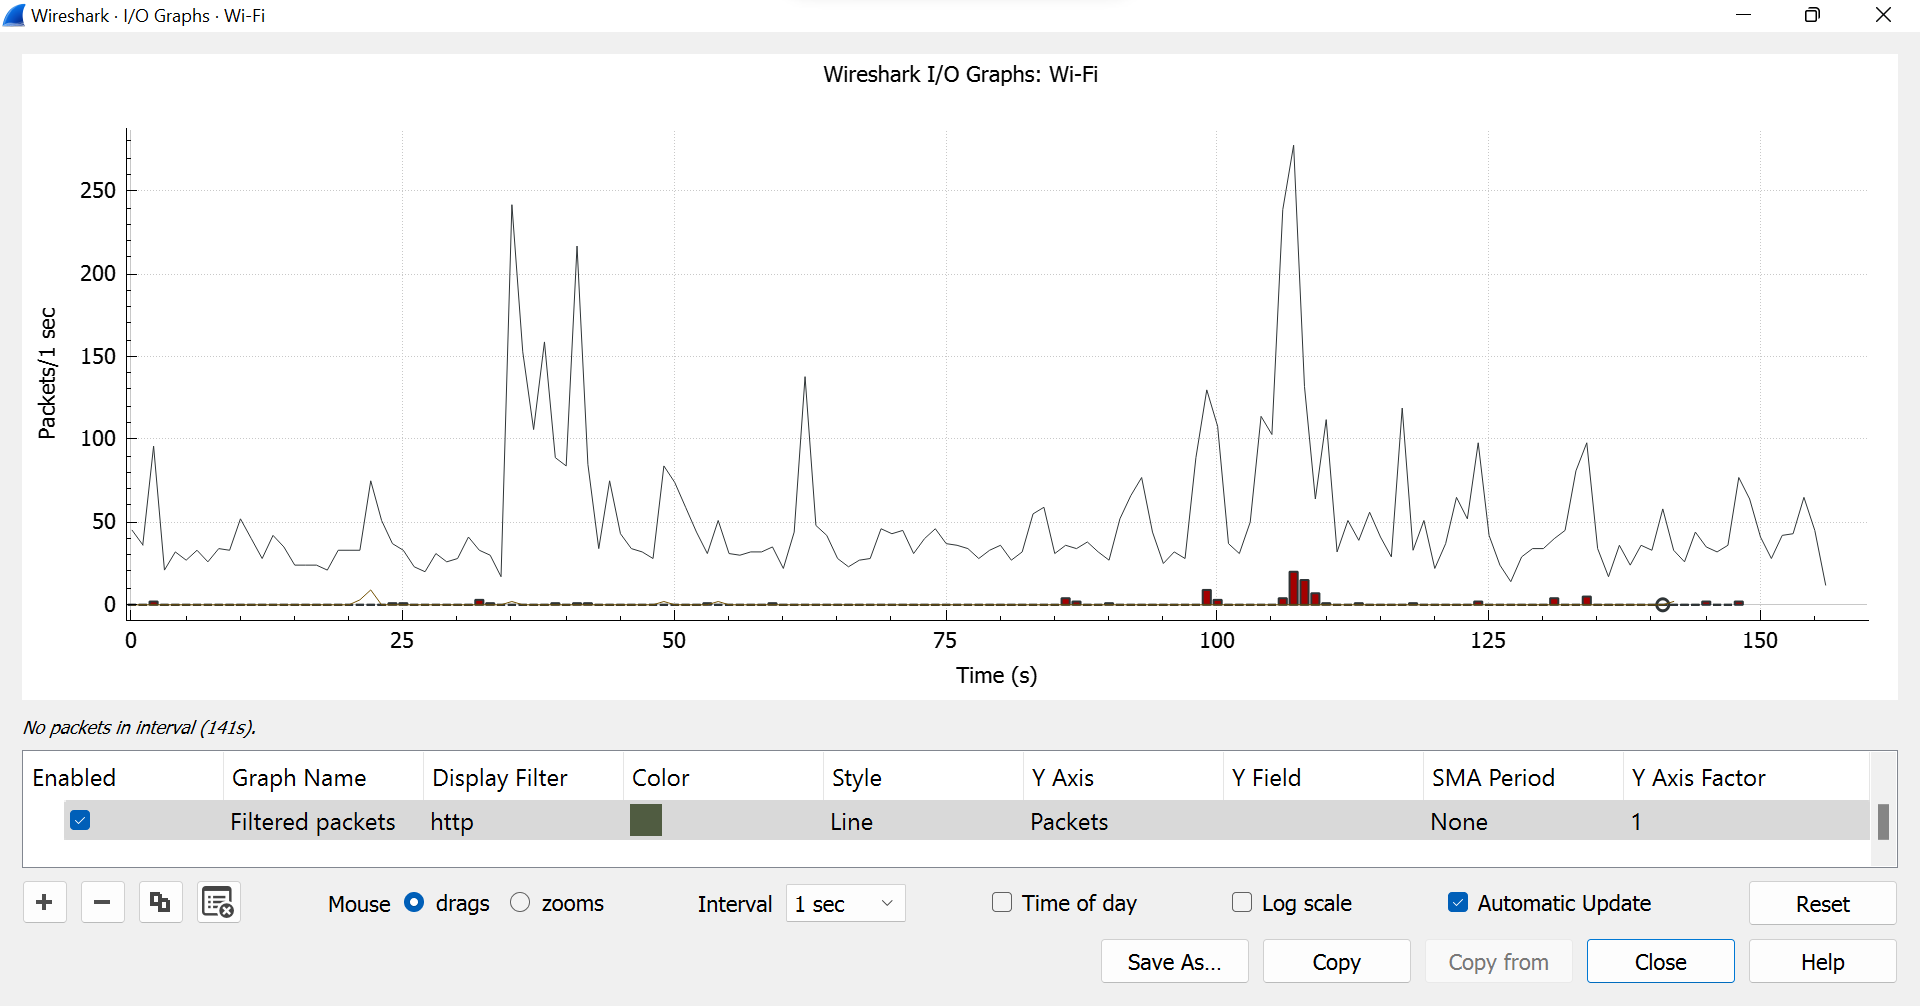 Wireshark · I/O Graphs · Wi-Fi
Wireshark I/O Graphs: Wi-Fi
Packets/1 sec
250
200
150
100
50
0
0 25 50 75 100 125 150
Time (s)
No packets in interval (141s).
Enabled Graph Name Display Filter Color Style Y Axis Y Field SMA Period Y Axis Factor
Filtered packets http Line Packets None 1
Mouse drags zooms Interval 1 sec Time of day Log scale Automatic Update Reset
Save As... Copy Copy from Close Help